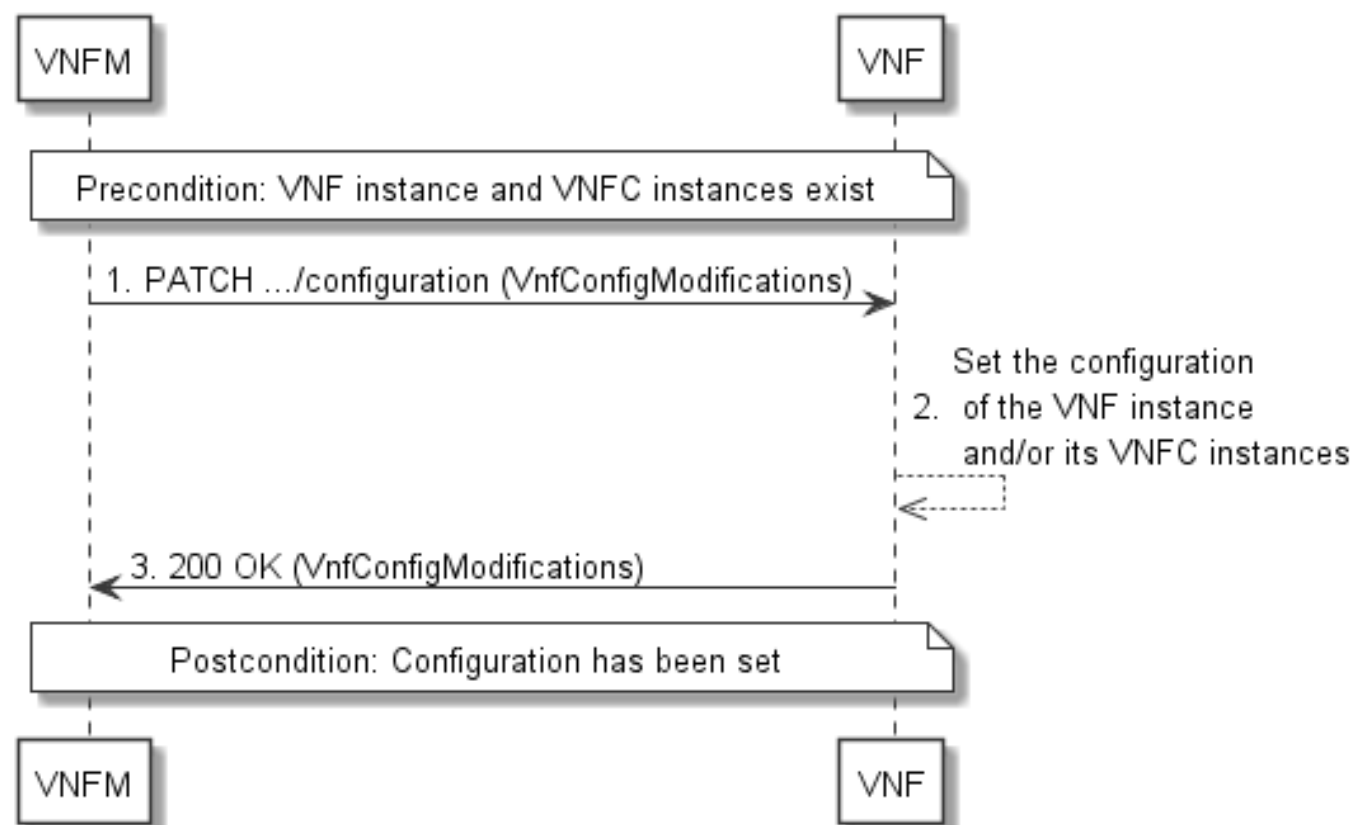 VNFM
VNF
Precondition: VNF instance and VNFC instances exist
1. PATCH .../configuration (VnfConfigModifications)
Set the configuration
2. of the VNF instance
and/or its VNFC instances
3. 200 OK (VnfConfigModifications)
Postcondition: Configuration has been set
VNFM
VNF